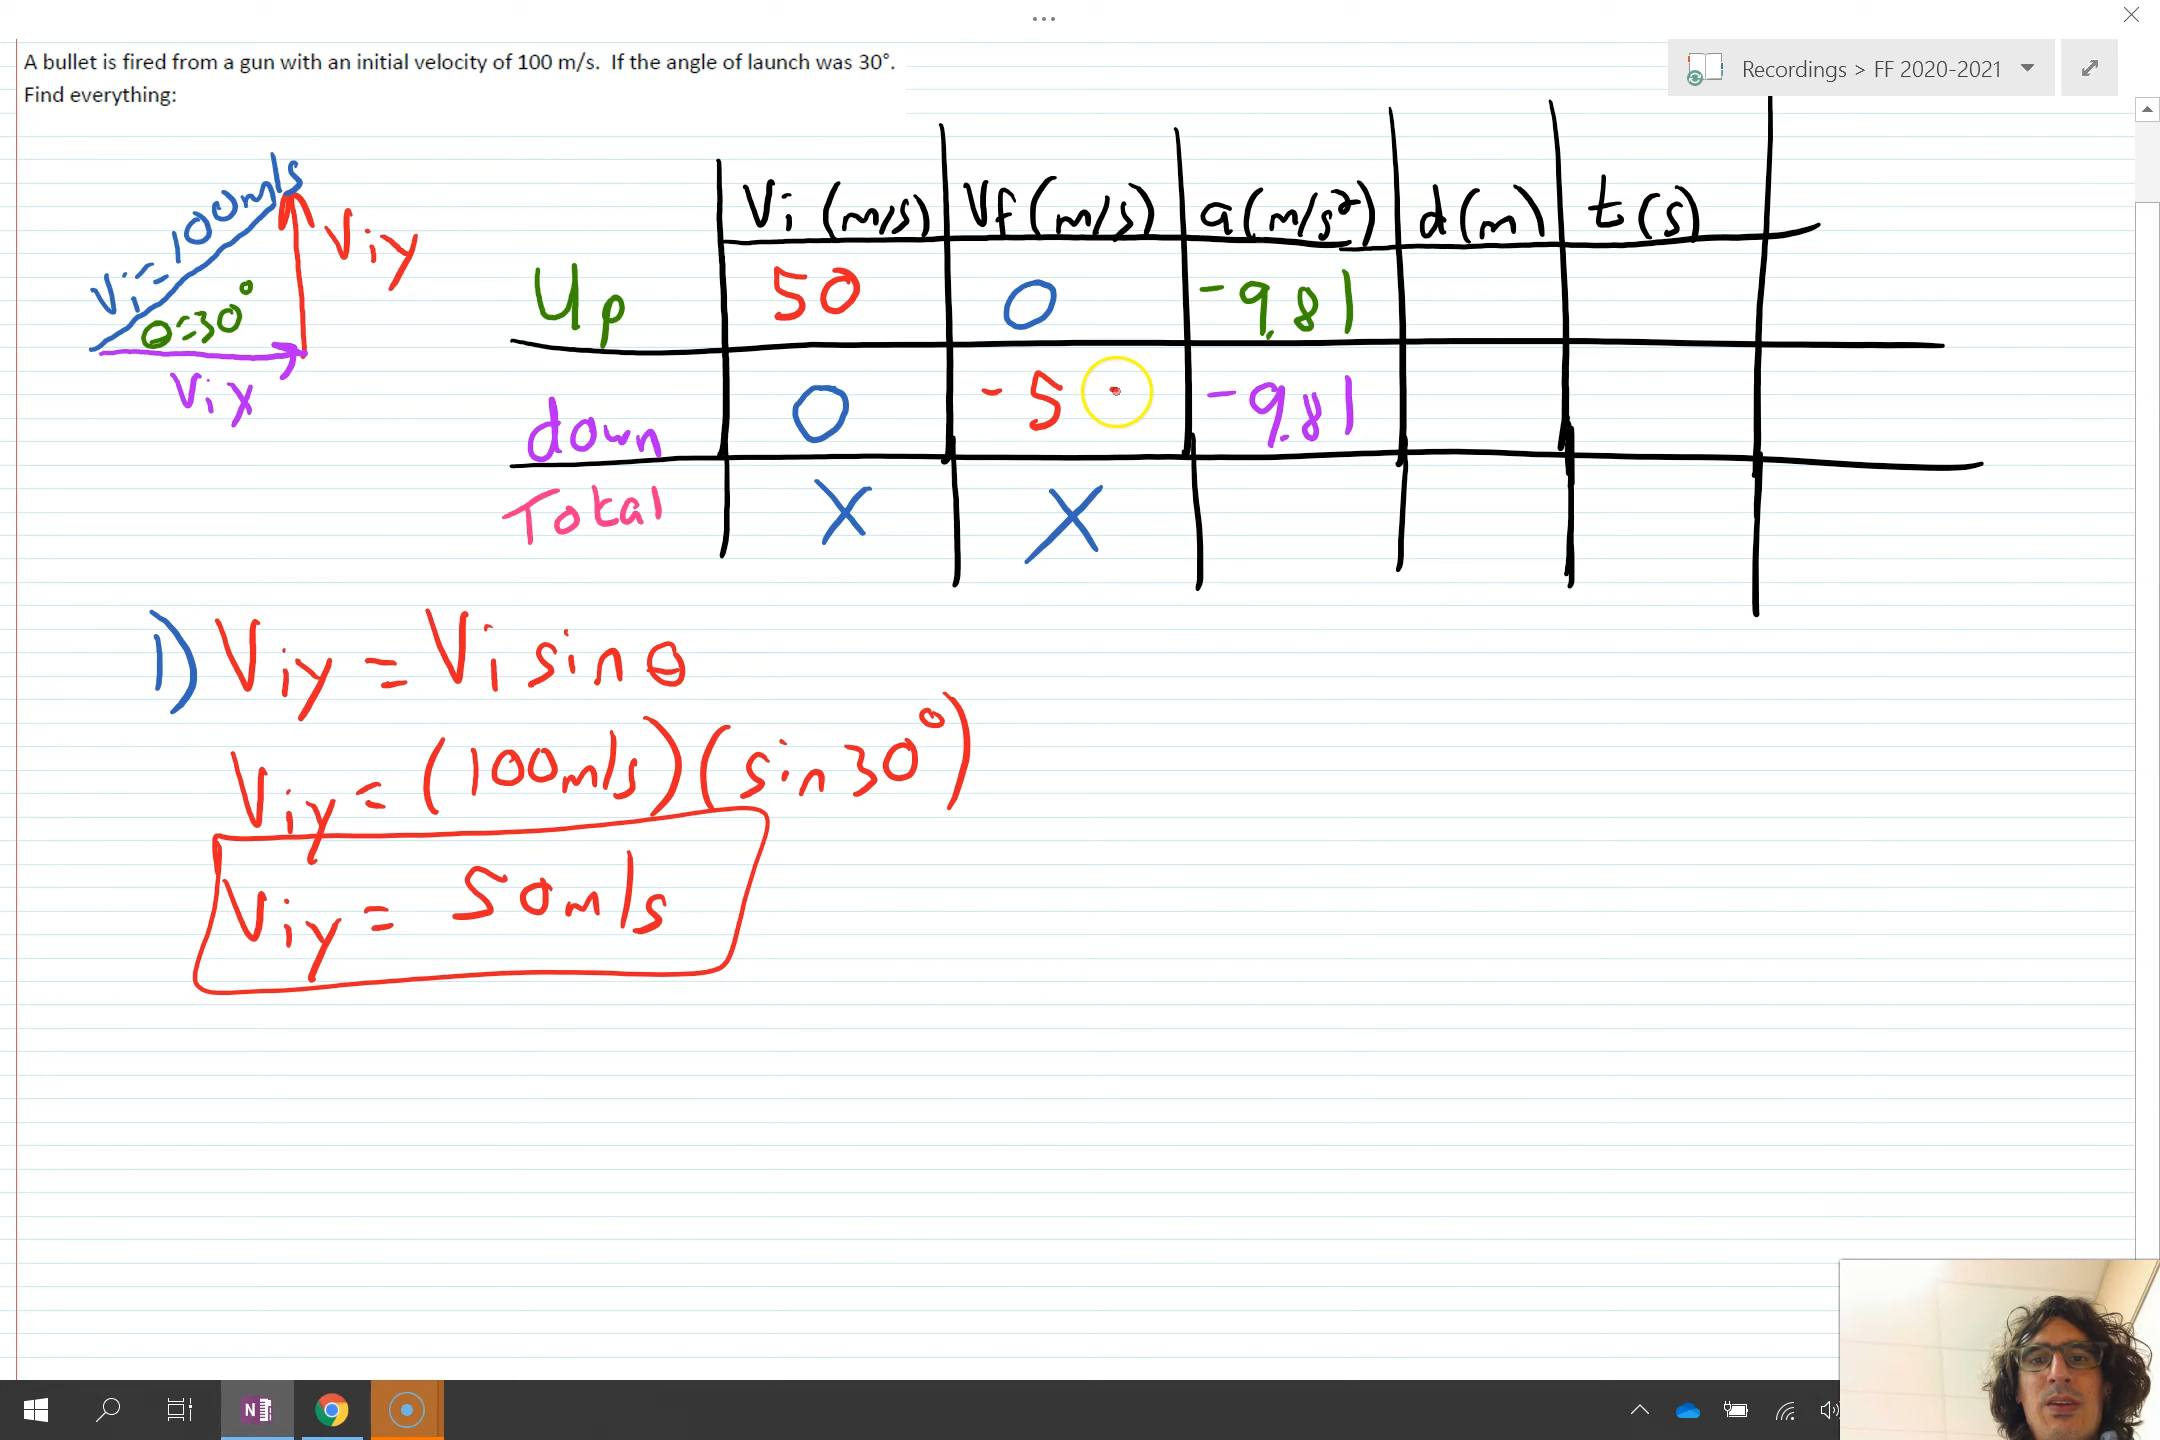 A bullet is fired from a gun with an initial velocity of 100 m/s. If the angle of launch was 30°.
Find everything:
Recordings > FF 2020-2021
Vi = 100m/s
Viy
θ=30°
Vix
Vi (m/s) Vf (m/s) a (m/s²) d (m) t (s)
Up 50 0 -9.81
down 0 -5 -9.81
Total X X
1) Viy = Vi sin θ
Viy = (100m/s) (sin 30°)
Viy = 50m/s
N